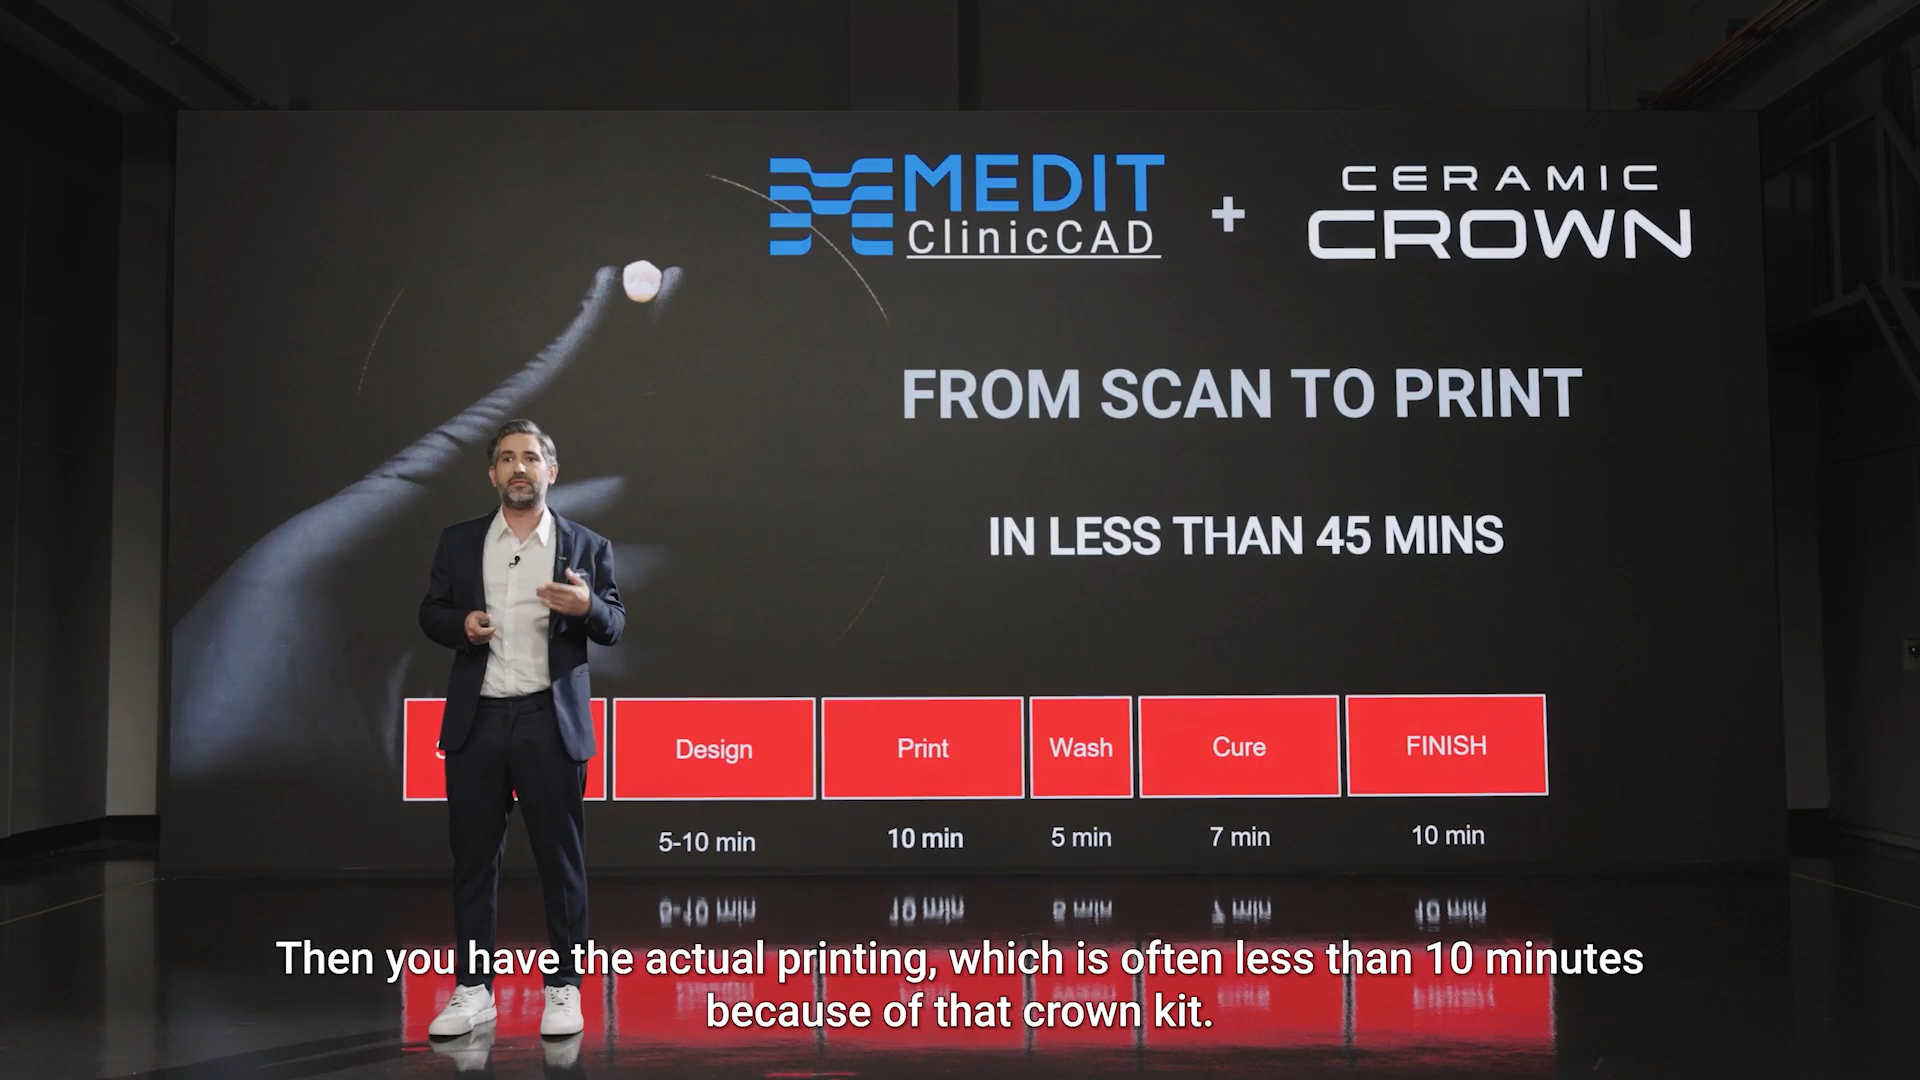 MEDIT
ClinicCAD
+
CERAMIC
CROWN
FROM SCAN TO PRINT
IN LESS THAN 45 MINS
Design
Print
Wash
Cure
FINISH
5-10 min
10 min
5 min
7 min
10 min
Then you have the actual printing, which is often less than 10 minutes
because of that crown kit.